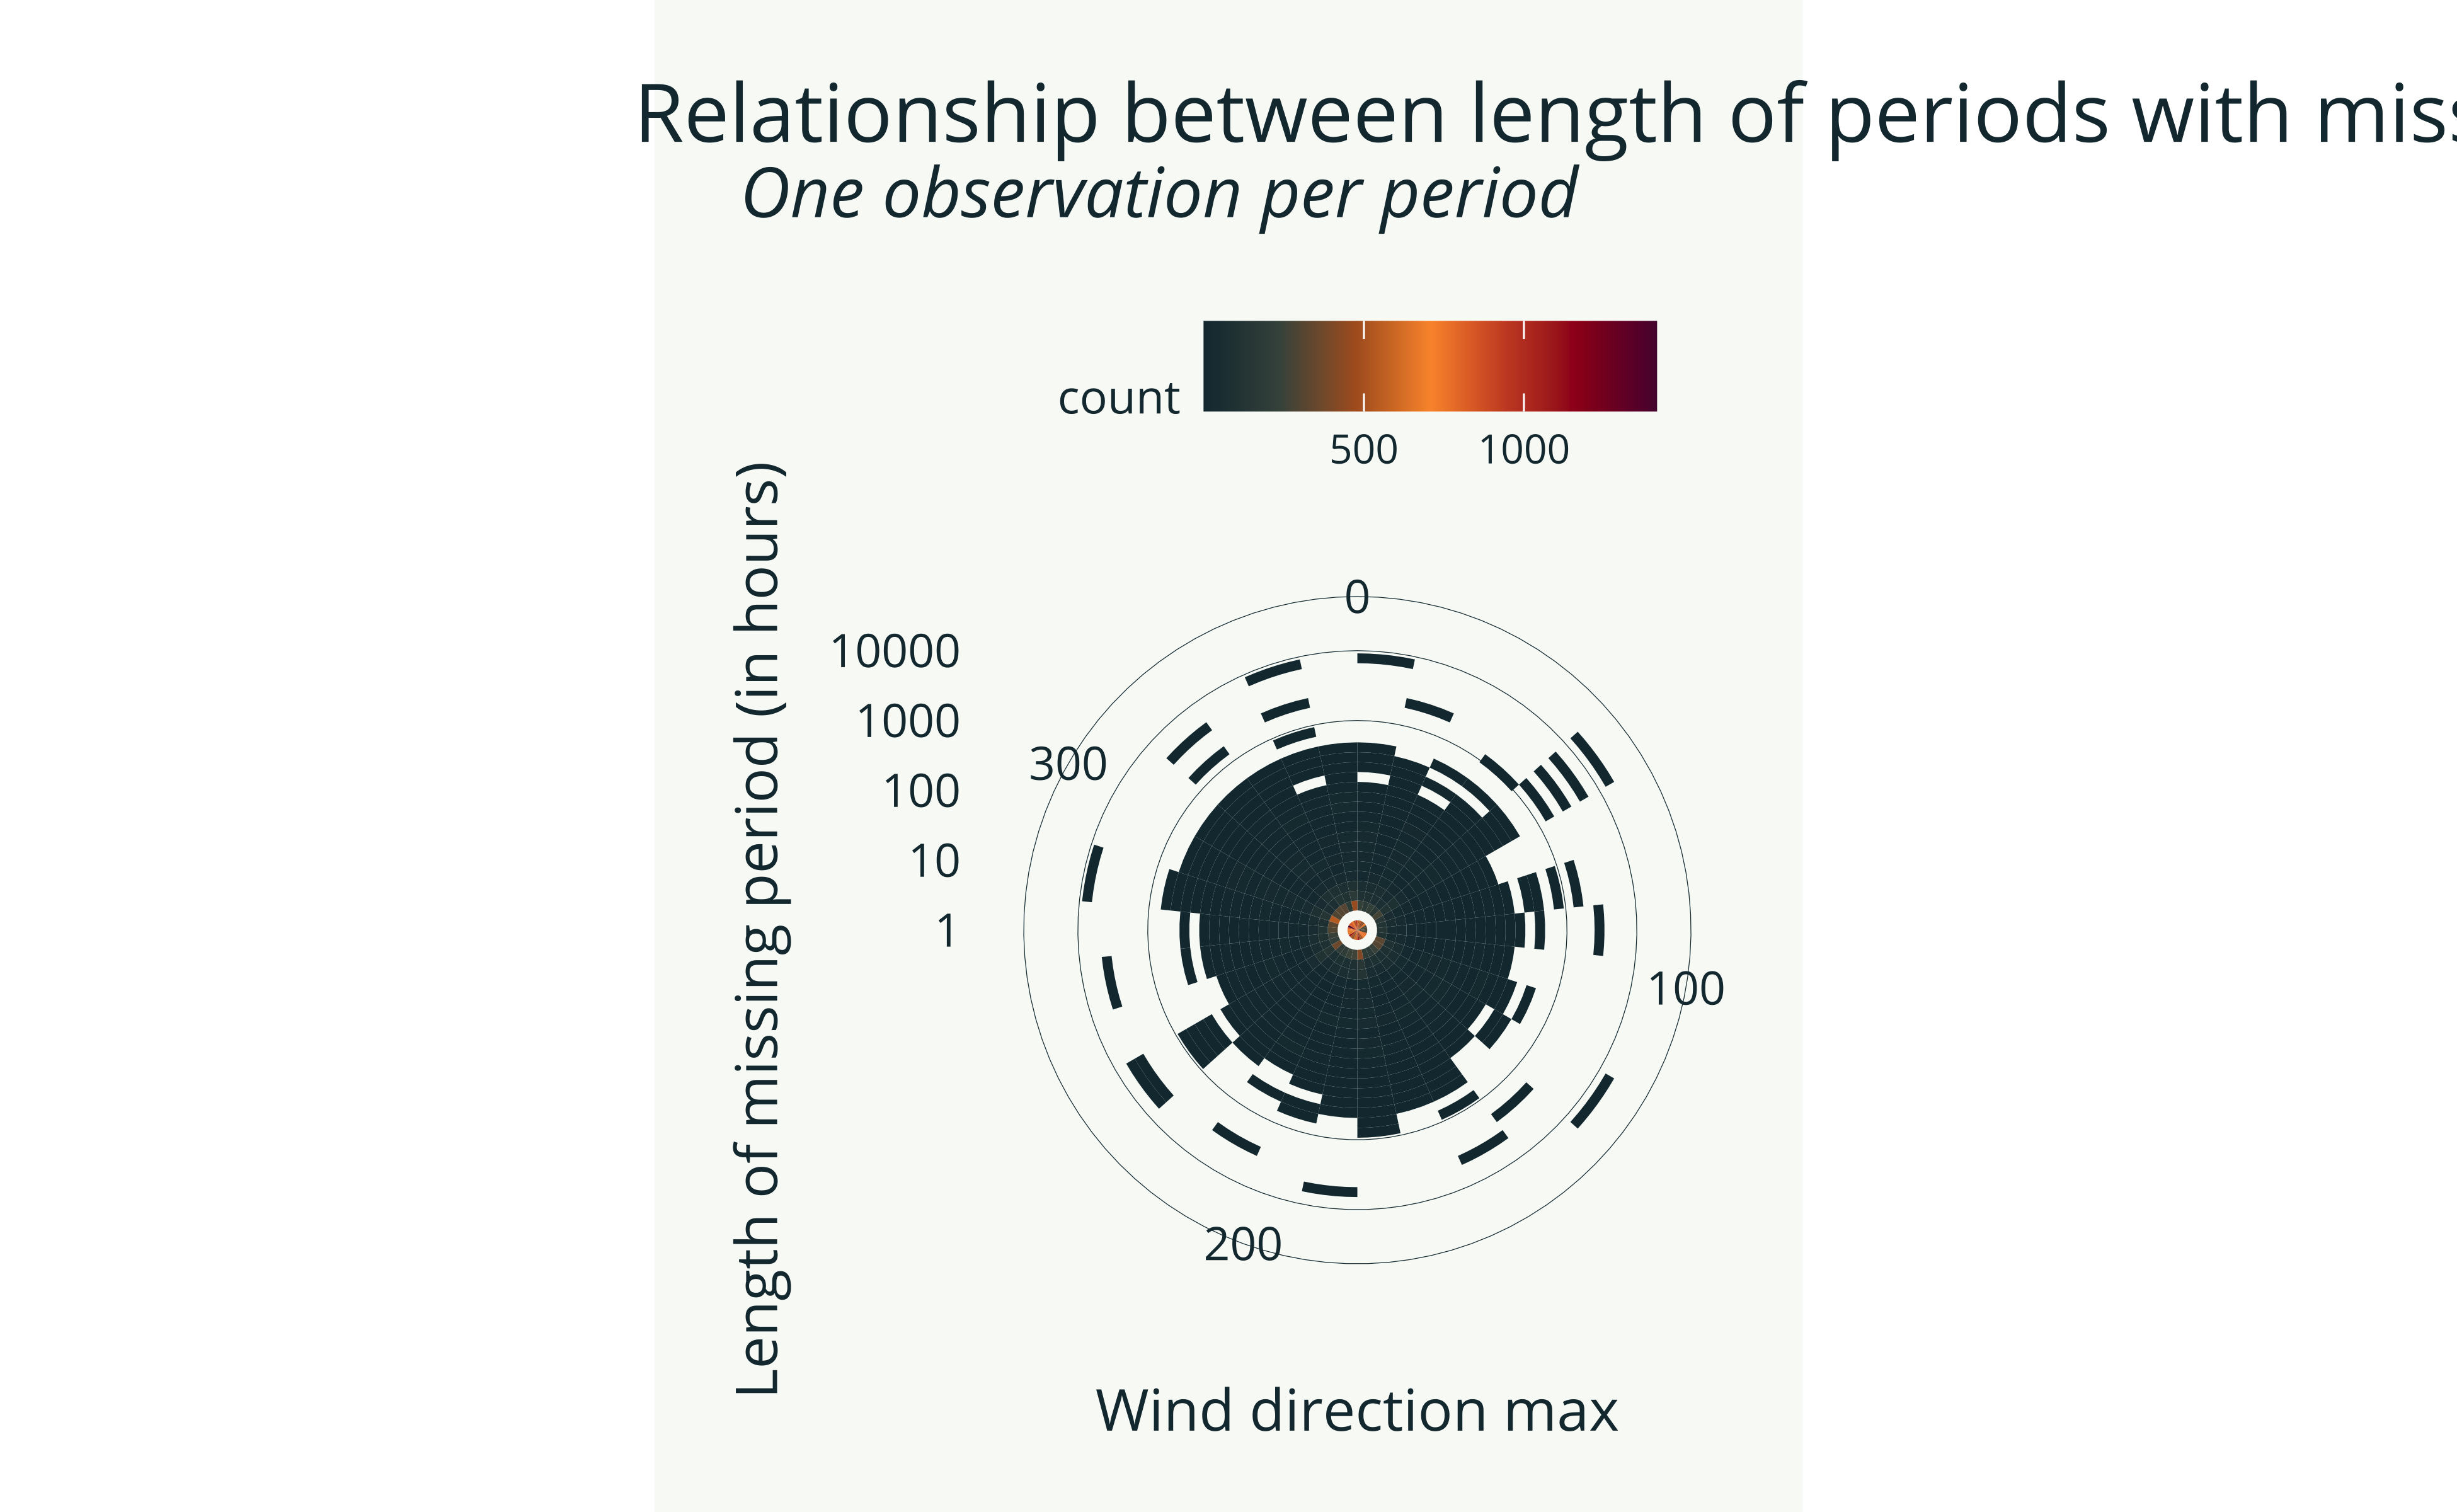 Relationship between length of periods with miss
One observation per period
count
500 1000
Length of missing period (in hours)
10000
1000
100
10
1
0
300
100
200
Wind direction max